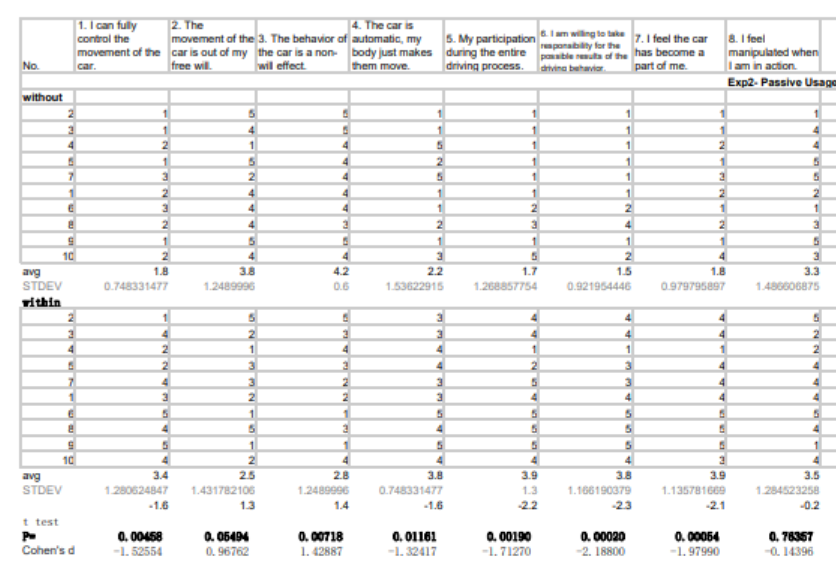 No. 1. I can fully control the movement of the car. 2. The movement of the car is out of my free will. 3. The behavior of the car is a non-will effect. 4. The car is automatic, my body just makes them move. 5. My participation during the entire driving process. 6. I am willing to take responsibility for the possible results of the driving behavior. 7. I feel the car has become a part of me. 8. I feel manipulated when I am in action.
Exp2- Passive Usage
without
2 1 5 5 1 1 1 1 1
3 1 4 5 1 1 1 1 4
4 2 1 4 5 1 1 2 4
5 1 5 4 2 1 1 1 5
7 3 2 4 5 1 1 3 5
1 2 4 4 1 1 1 2 2
6 3 4 4 1 2 2 1 1
8 2 4 3 2 3 4 2 3
9 1 5 5 1 1 1 1 5
10 2 4 4 3 5 2 4 3
avg 1.8 3.8 4.2 2.2 1.7 1.5 1.8 3.3
STDEV 0.748331477 1.2489996 0.6 1.53622915 1.268857754 0.921954446 0.979795897 1.486606875
within
2 1 5 5 3 4 4 4 5
3 4 2 3 3 4 4 4 2
4 2 1 4 4 1 1 1 2
5 2 3 3 4 2 3 4 4
7 4 3 2 3 5 3 4 4
1 3 2 2 3 4 4 4 4
6 5 1 1 5 5 5 5 5
8 4 5 3 4 5 5 5 4
9 5 1 1 5 5 5 5 1
10 4 2 4 4 4 4 3 4
avg 3.4 2.5 2.8 3.8 3.9 3.8 3.9 3.5
STDEV 1.280624847 1.431782106 1.2489996 0.748331477 1.3 1.166190379 1.135781669 1.284523258
-1.6 1.3 1.4 -1.6 -2.2 -2.3 -2.1 -0.2
t test
P= 0.00458 0.05494 0.00718 0.01161 0.00190 0.00020 0.00054 0.76357
Cohen's d -1.52554 0.96762 1.42887 -1.32417 -1.71270 -2.18800 -1.97990 -0.14396